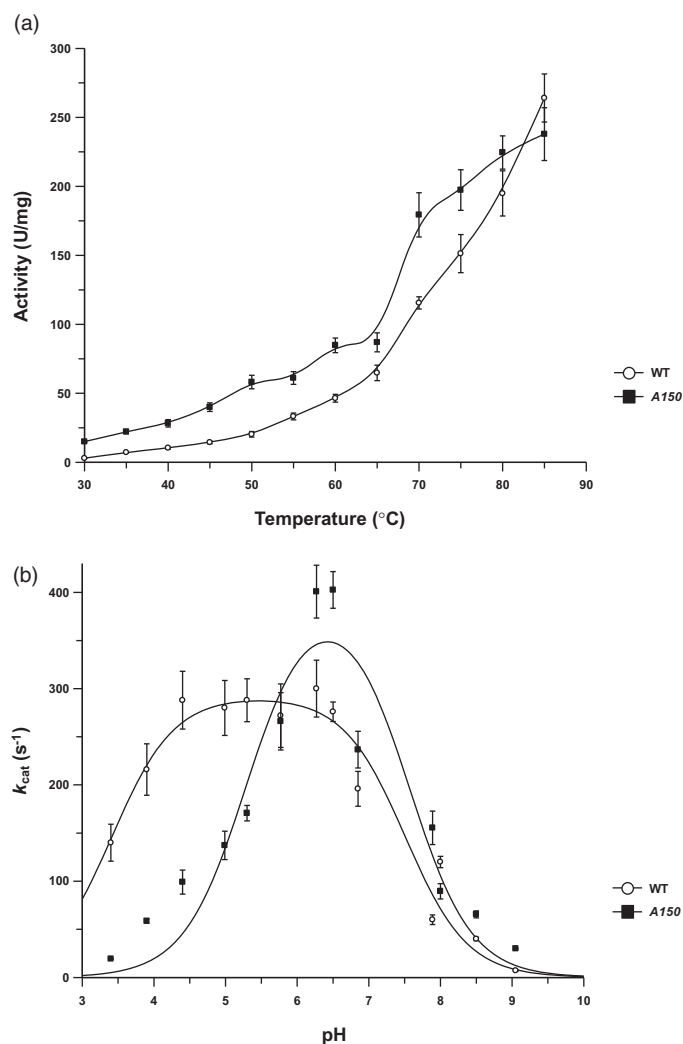 (a)
300
250
200
150
100
50
0
Activity (U/mg)
30 40 50 60 70 80 90
Temperature (°C)
WT
A150
(b)
400
300
200
100
0
kcat (s-1)
3 4 5 6 7 8 9 10
pH
WT
A150